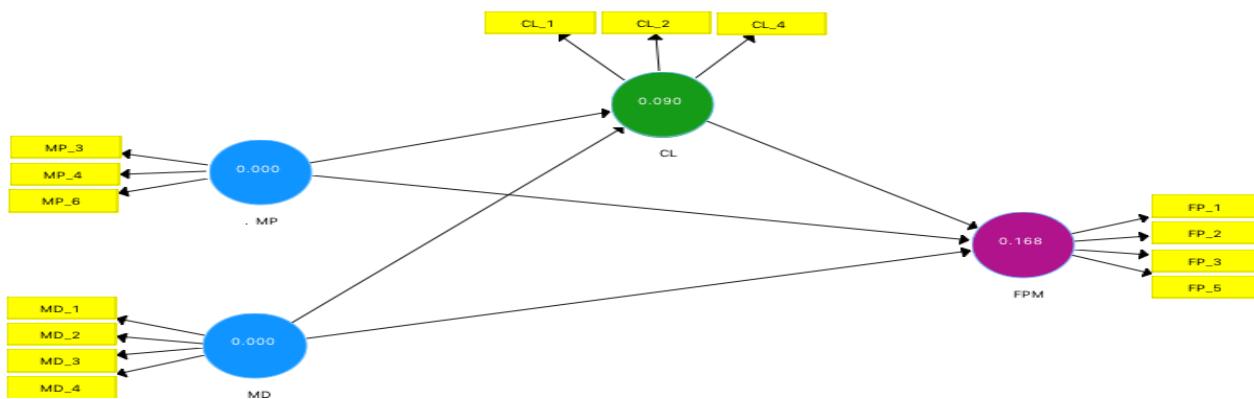 CL_1 CL_2 CL_4
0.090
CL
MP_3
MP_4
MP_6
0.000
. MP
FP_1
FP_2
FP_3
FP_5
0.168
FPM
MD_1
MD_2
MD_3
MD_4
0.000
MD